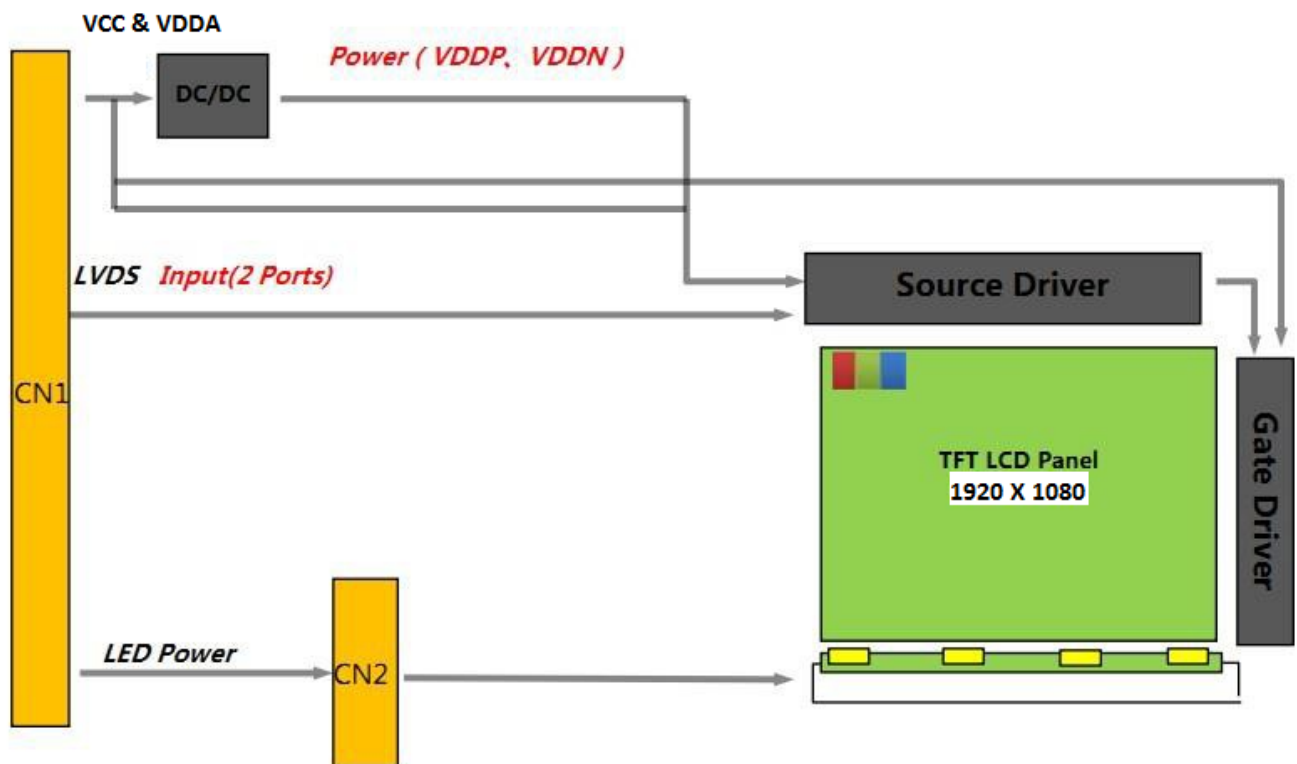 VCC & VDDA
DC/DC
Power ( VDDP、VDDN )
LVDS Input(2 Ports)
Source Driver
CN1
TFT LCD Panel
1920 X 1080
Gate Driver
LED Power
CN2